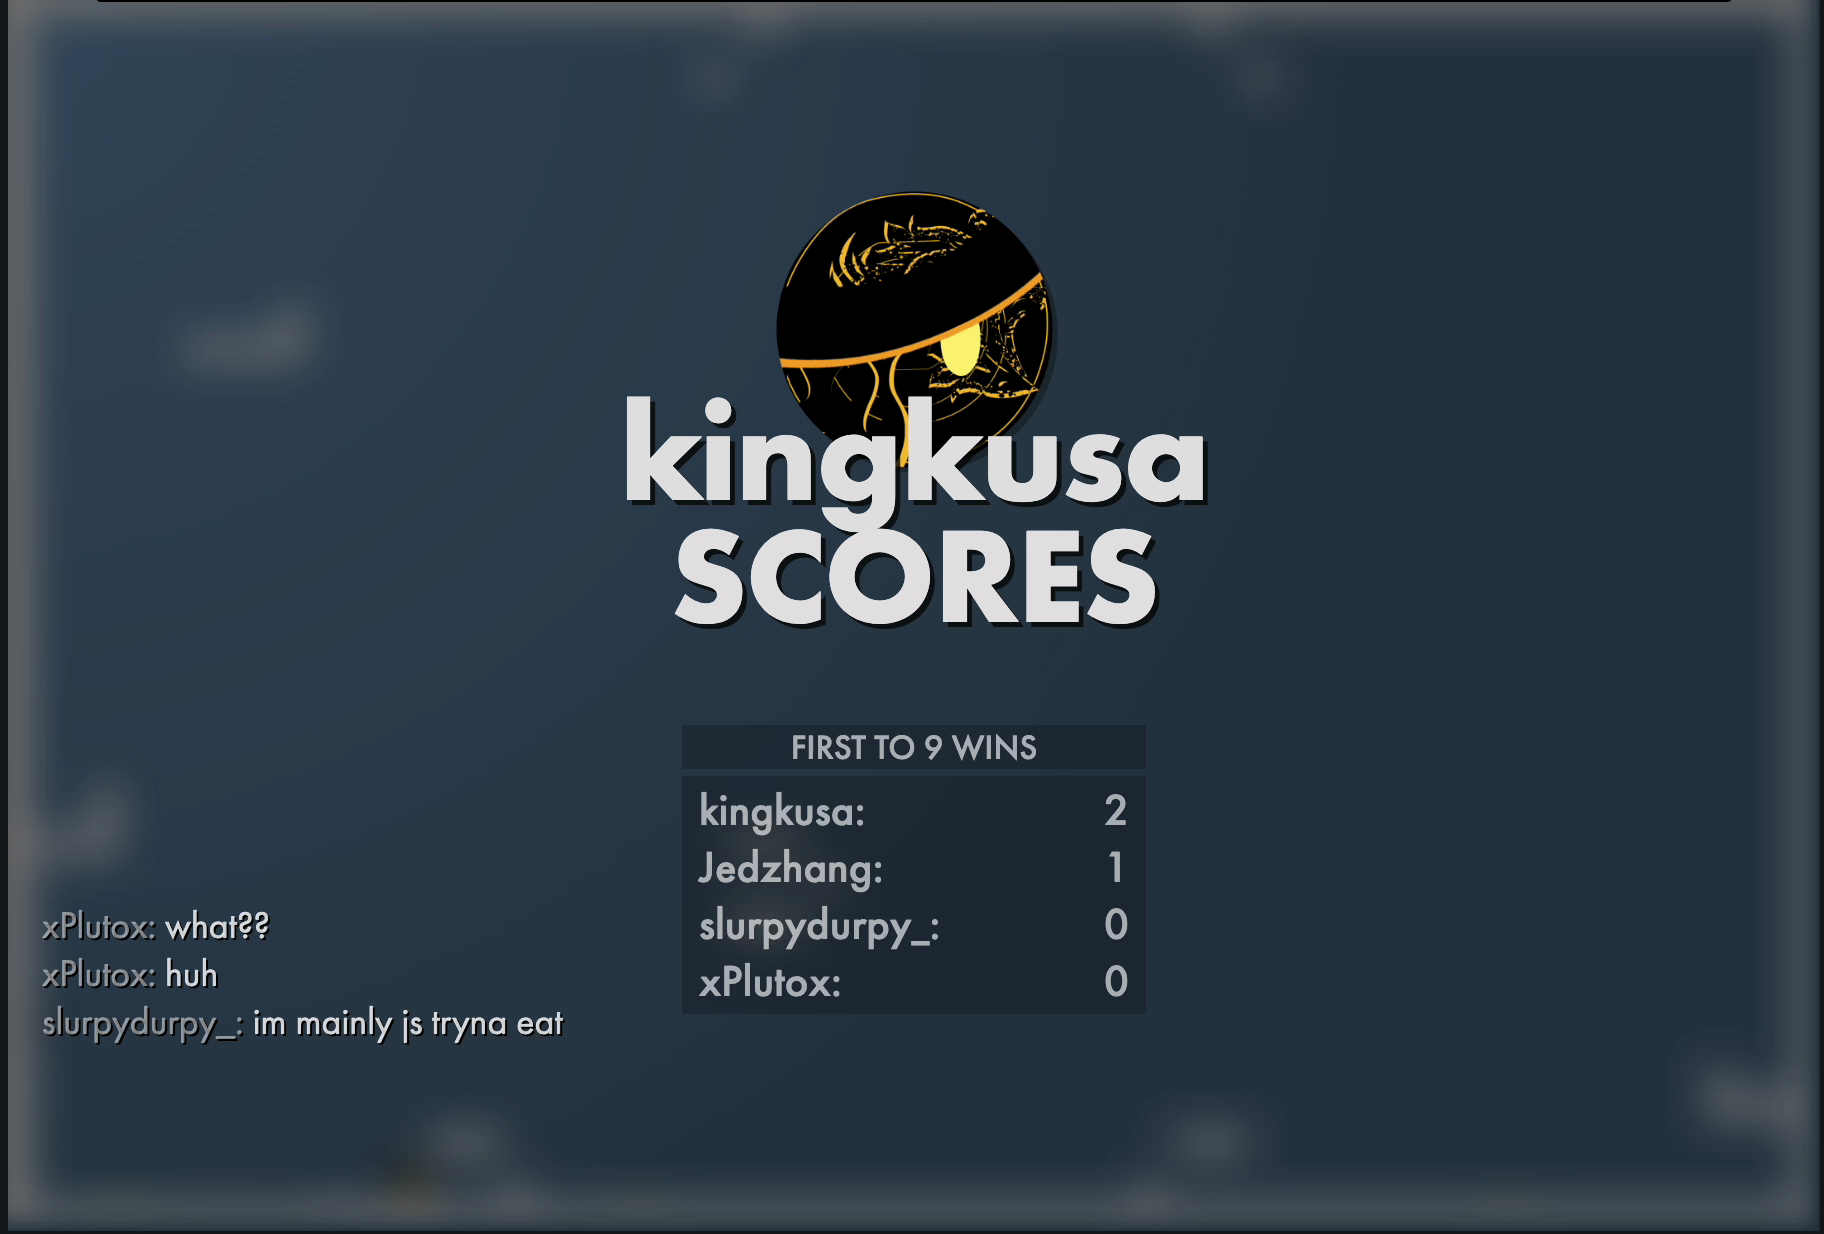 kingkusa
SCORES
FIRST TO 9 WINS
kingkusa: 2
Jedzhang: 1
slurpydurpy_: 0
xPlutox: 0
xPlutox: what??
xPlutox: huh
slurpydurpy_: im mainly js tryna eat